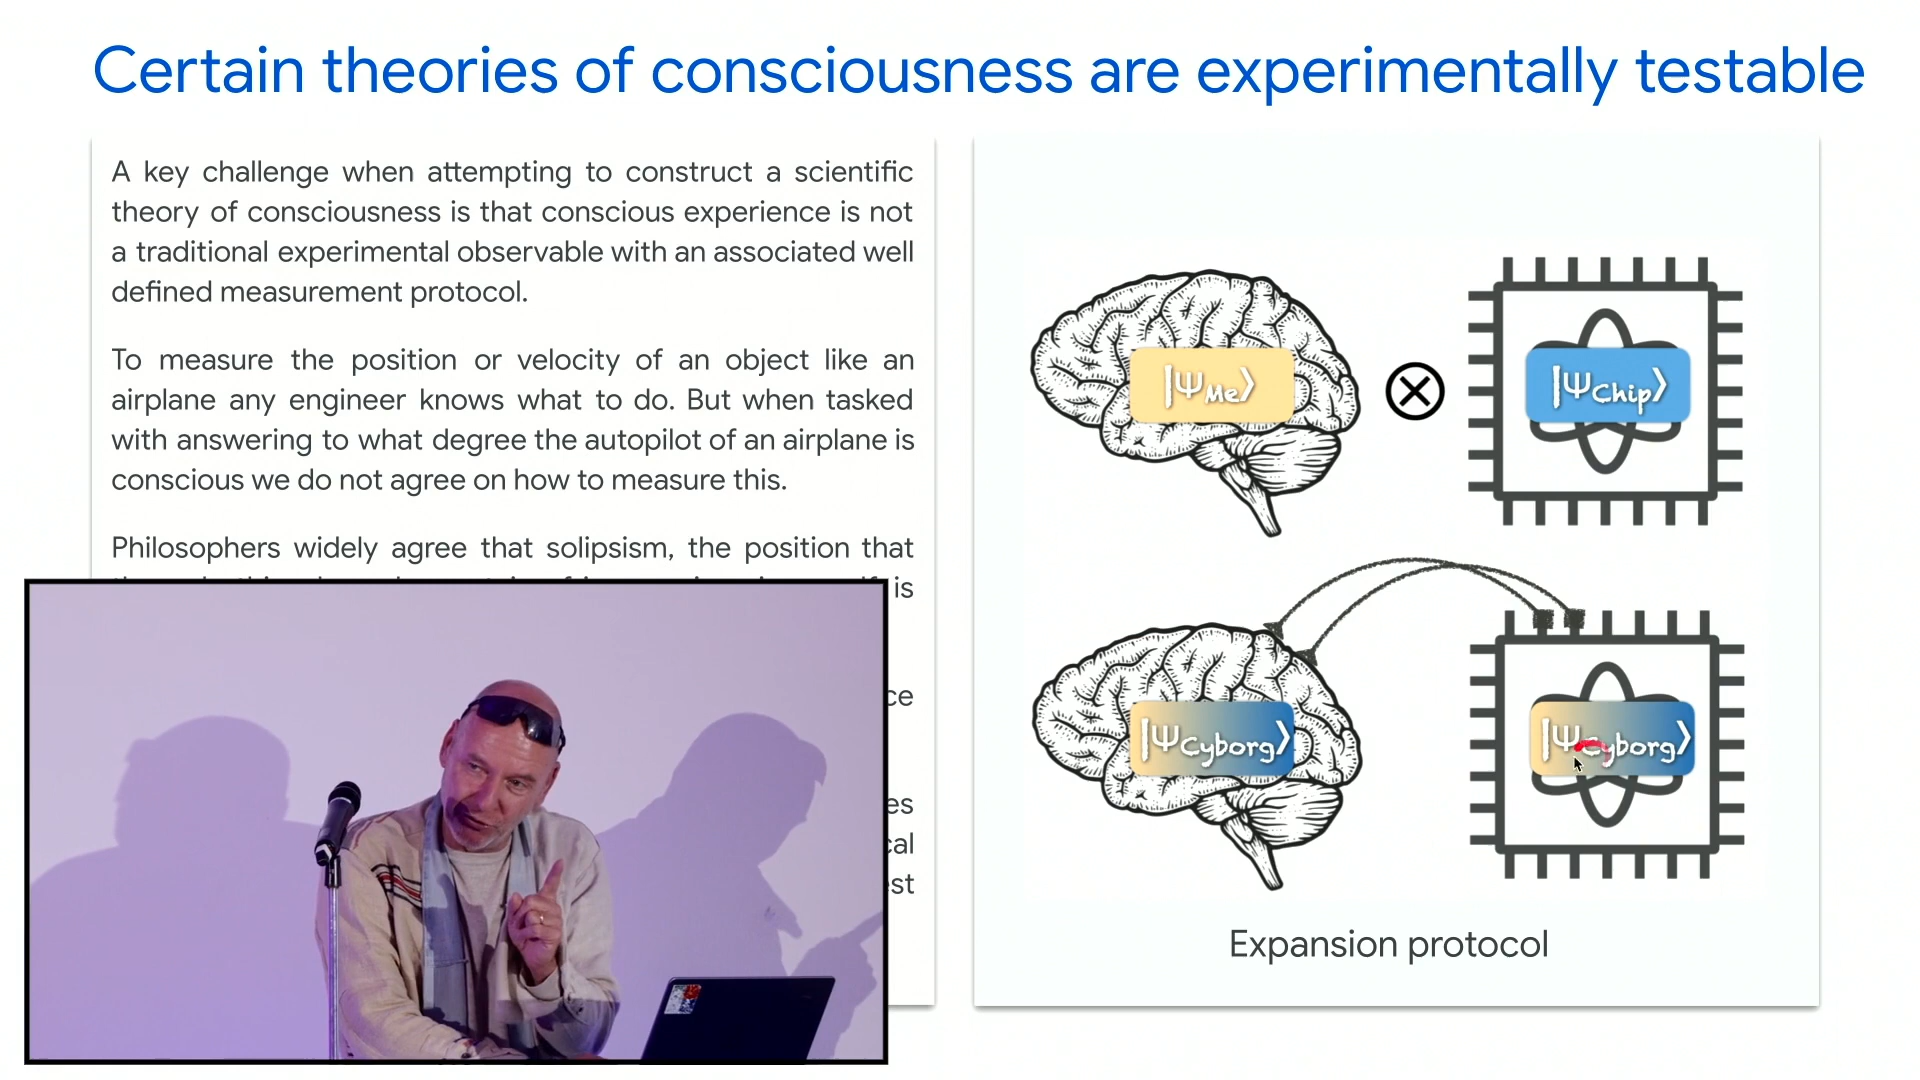 Certain theories of consciousness are experimentally testable
A key challenge when attempting to construct a scientific
theory of consciousness is that conscious experience is not
a traditional experimental observable with an associated well
defined measurement protocol.
To measure the position or velocity of an object like an
airplane any engineer knows what to do. But when tasked
with answering to what degree the autopilot of an airplane is
conscious we do not agree on how to measure this.
Philosophers widely agree that solipsism, the position that
is
|Ψ_Me⟩
⊗
|Ψ_Chip⟩
|Ψ_Cyborg⟩
|Ψ_Cyborg⟩
Expansion protocol